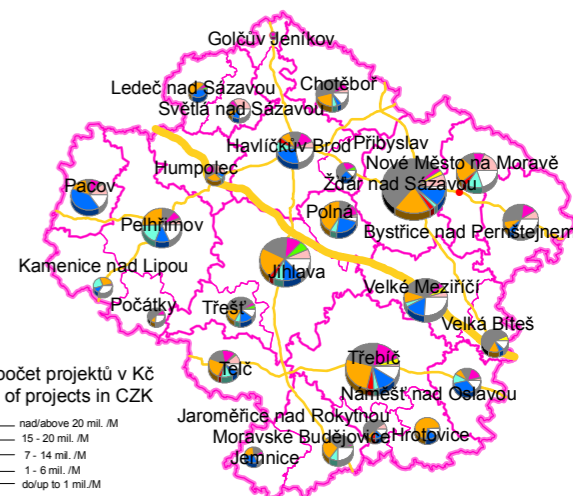 Golčův Jeníkov
Chotěboř
Ledeč nad Sázavou
Světlá nad Sázavou
Přibyslav
Havlíčkův Brod
Nové Město na Moravě
Humpolec
Žďár nad Sázavou
Pacov
Polná
Pelhřimov
Bystřice nad Pernštejnem
Jihlava
Kamenice nad Lipou
Velké Meziříčí
Počátky
Třešť
Velká Bíteš
Třebíč
Telč
Náměšť nad Oslavou
počet projektů v Kč
of projects in CZK
Jaroměřice nad Rokytnou
Moravské Budějovice
Hrotovice
Jemnice
nad/above 20 mil. /M
15 - 20 mil. /M
7 - 14 mil. /M
1 - 6 mil. /M
do/up to 1 mil./M